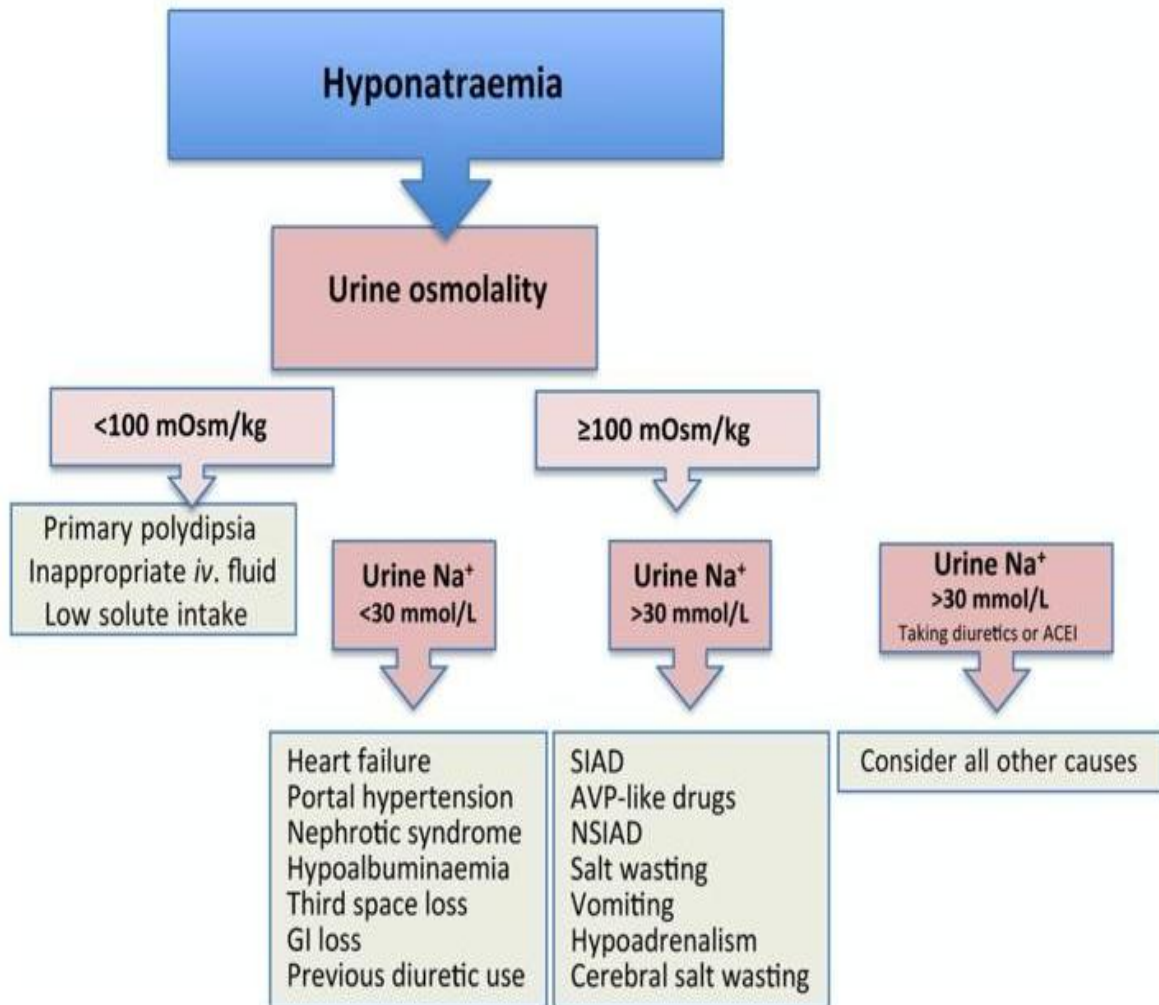 Hyponatraemia
Urine osmolality
<100 mOsm/kg
≥100 mOsm/kg
Primary polydipsia
Inappropriate iv. fluid
Low solute intake
Urine Na⁺
<30 mmol/L
Urine Na⁺
>30 mmol/L
Urine Na⁺
>30 mmol/L
Taking diuretics or ACEI
Heart failure
Portal hypertension
Nephrotic syndrome
Hypoalbuminaemia
Third space loss
GI loss
Previous diuretic use
SIAD
AVP-like drugs
NSIAD
Salt wasting
Vomiting
Hypoadrenalism
Cerebral salt wasting
Consider all other causes